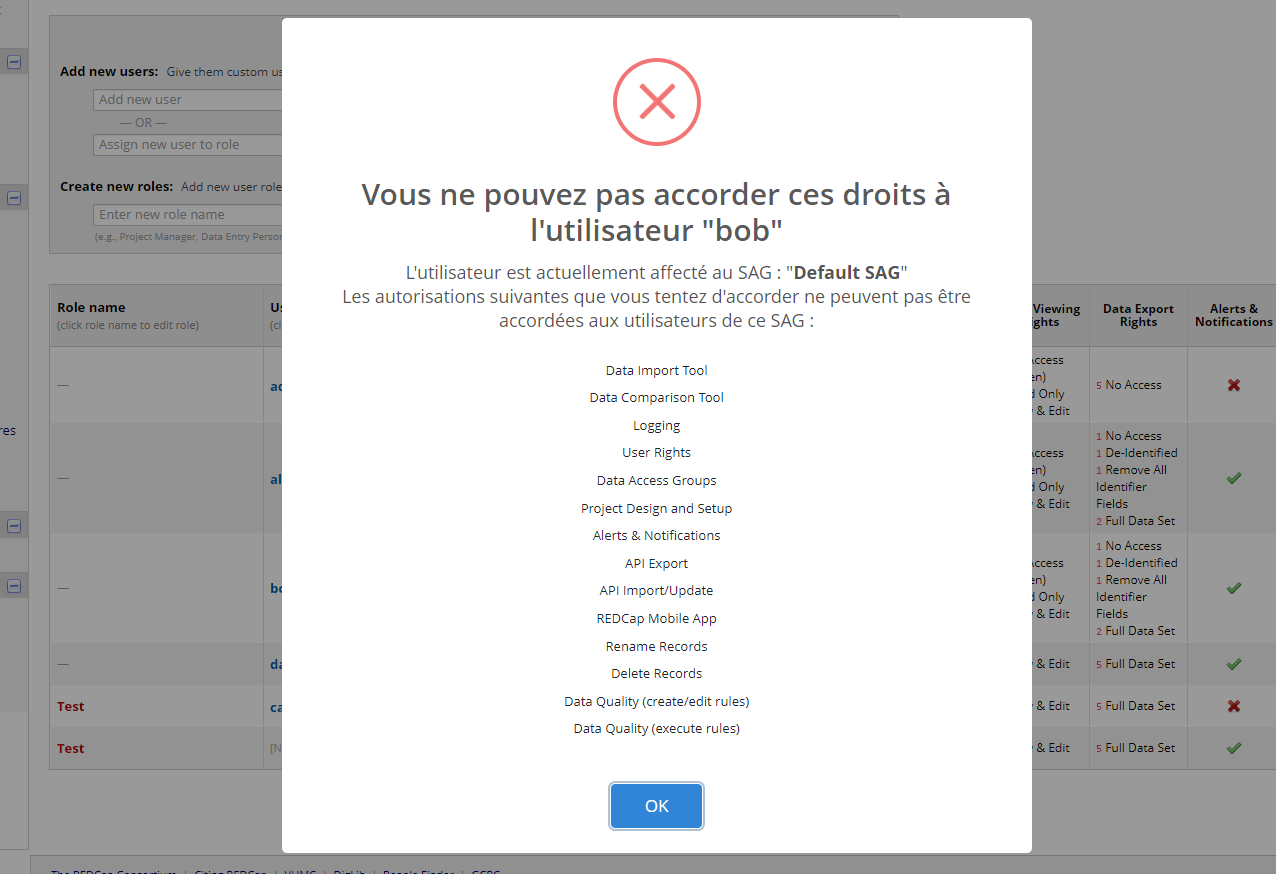 Add new users: Give them custom us
Add new user
— OR —
Assign new user to role
Create new roles: Add new user role
Enter new role name
(e.g., Project Manager, Data Entry Person
Vous ne pouvez pas accorder ces droits à
l'utilisateur "bob"
L'utilisateur est actuellement affecté au SAG : "Default SAG"
Les autorisations suivantes que vous tentez d'accorder ne peuvent pas être
accordées aux utilisateurs de ce SAG :
Data Import Tool
Data Comparison Tool
Logging
User Rights
Data Access Groups
Project Design and Setup
Alerts & Notifications
API Export
API Import/Update
REDCap Mobile App
Rename Records
Delete Records
Data Quality (create/edit rules)
Data Quality (execute rules)
OK
Role name
(click role name to edit role)
Us
(cl
Viewing
ghts
Data Export
Rights
Alerts &
Notifications
—
ad
ccess
en)
d Only
& Edit
5 No Access
res
—
al
ccess
en)
d Only
& Edit
1 No Access
1 De-Identified
1 Remove All
Identifier
Fields
2 Full Data Set
—
bo
ccess
en)
d Only
& Edit
1 No Access
1 De-Identified
1 Remove All
Identifier
Fields
2 Full Data Set
—
da
& Edit
5 Full Data Set
Test
ca
& Edit
5 Full Data Set
Test
[N
& Edit
5 Full Data Set
The REDCap Consortium | Citing REDCap | VUMC | DigLib | People Finder |